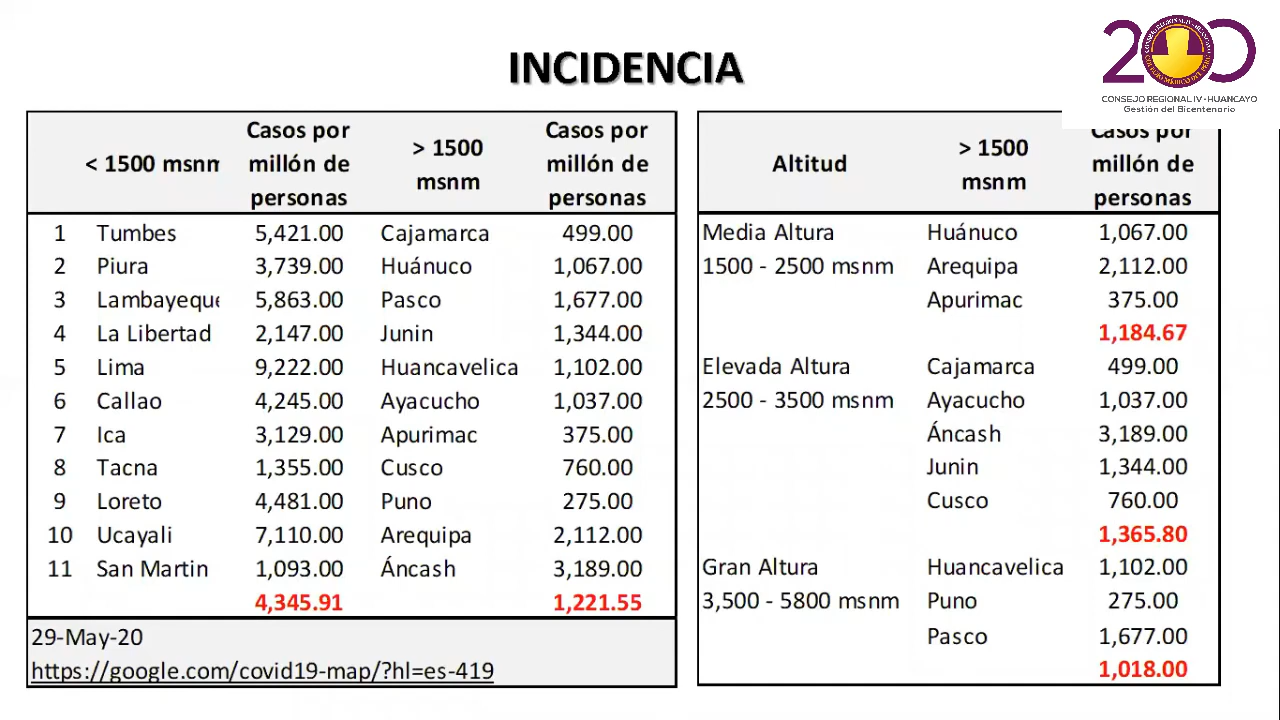 INCIDENCIA
200
CONSEJO REGIONAL IV - HUANCAYO
COLEGIO MÉDICO DEL PERÚ
CONSEJO REGIONAL IV - HUANCAYO
Gestión del Bicentenario
< 1500 msnm Casos por millón de personas > 1500 msnm Casos por millón de personas
1 Tumbes 5,421.00 Cajamarca 499.00
2 Piura 3,739.00 Huánuco 1,067.00
3 Lambayeque 5,863.00 Pasco 1,677.00
4 La Libertad 2,147.00 Junin 1,344.00
5 Lima 9,222.00 Huancavelica 1,102.00
6 Callao 4,245.00 Ayacucho 1,037.00
7 Ica 3,129.00 Apurimac 375.00
8 Tacna 1,355.00 Cusco 760.00
9 Loreto 4,481.00 Puno 275.00
10 Ucayali 7,110.00 Arequipa 2,112.00
11 San Martin 1,093.00 Áncash 3,189.00
4,345.91 1,221.55
29-May-20
https://google.com/covid19-map/?hl=es-419
Altitud > 1500 msnm Casos por millón de personas
Media Altura Huánuco 1,067.00
1500 - 2500 msnm Arequipa 2,112.00
Apurimac 375.00
1,184.67
Elevada Altura Cajamarca 499.00
2500 - 3500 msnm Ayacucho 1,037.00
Áncash 3,189.00
Junin 1,344.00
Cusco 760.00
1,365.80
Gran Altura Huancavelica 1,102.00
3,500 - 5800 msnm Puno 275.00
Pasco 1,677.00
1,018.00